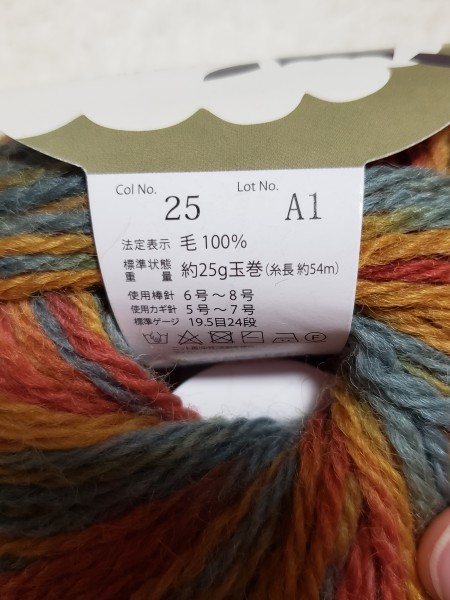 Col No. 25 Lot No. A1
法定表示 毛 100%
標準状態重量 約25g玉巻(糸長 約54m)
使用棒針 6号～8号
使用カギ針 5号～7号
標準ゲージ 19.5目24段